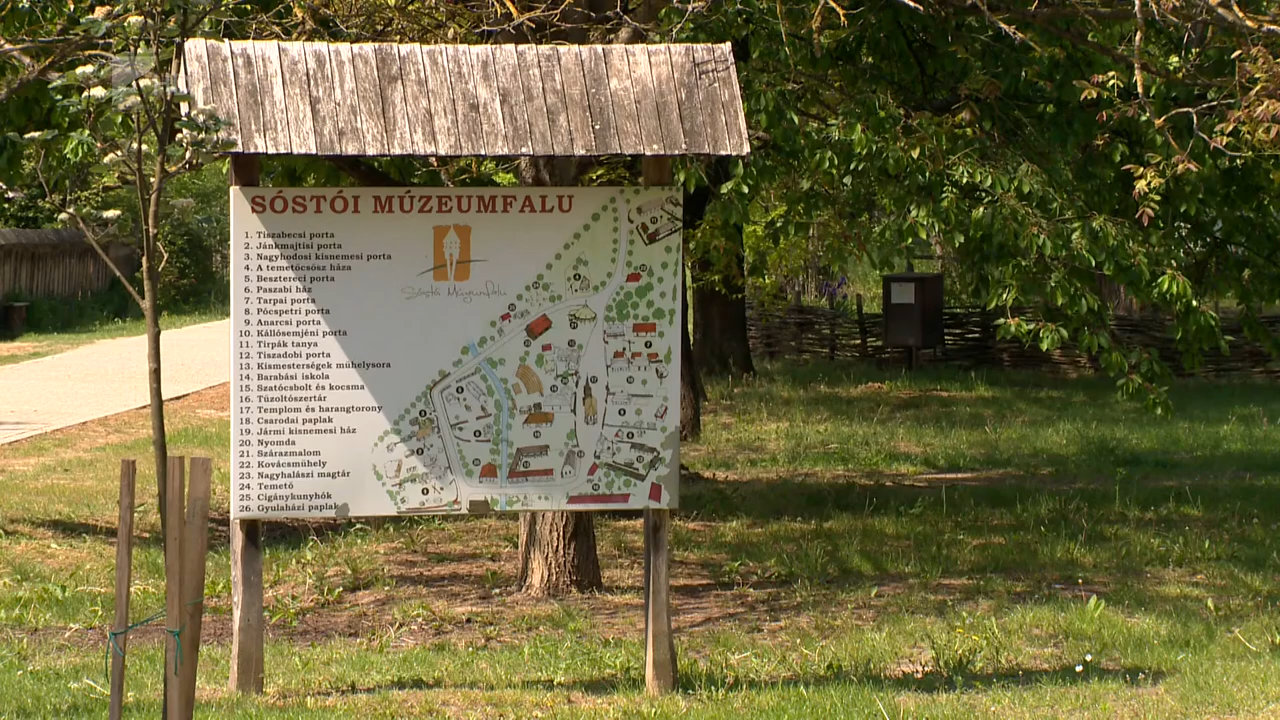 SÓSTÓI MÚZEUMFALU
1. Tiszabecsi porta
2. Jánkmajtisi porta
3. Nagyhodosi kisnemesi porta
4. A temetőcsősz háza
5. Besztereci porta
6. Paszabi ház
7. Tarpai porta
8. Pócspetri porta
9. Anarcsi porta
10. Kállósemjéni porta
11. Tirpák tanya
12. Tiszadobi porta
13. Kismesterségek műhelysora
14. Barabási iskola
15. Szatócsbolt és kocsma
16. Tűzoltószertár
17. Templom és harangtorony
18. Csarodai paplak
19. Jármi kisnemesi ház
20. Nyomda
21. Szárazmalom
22. Kovácsműhely
23. Nagyhalászi magtár
24. Temető
25. Cigánykunyhók
26. Gyulaházi paplak
Sóstói Múzeumfalu